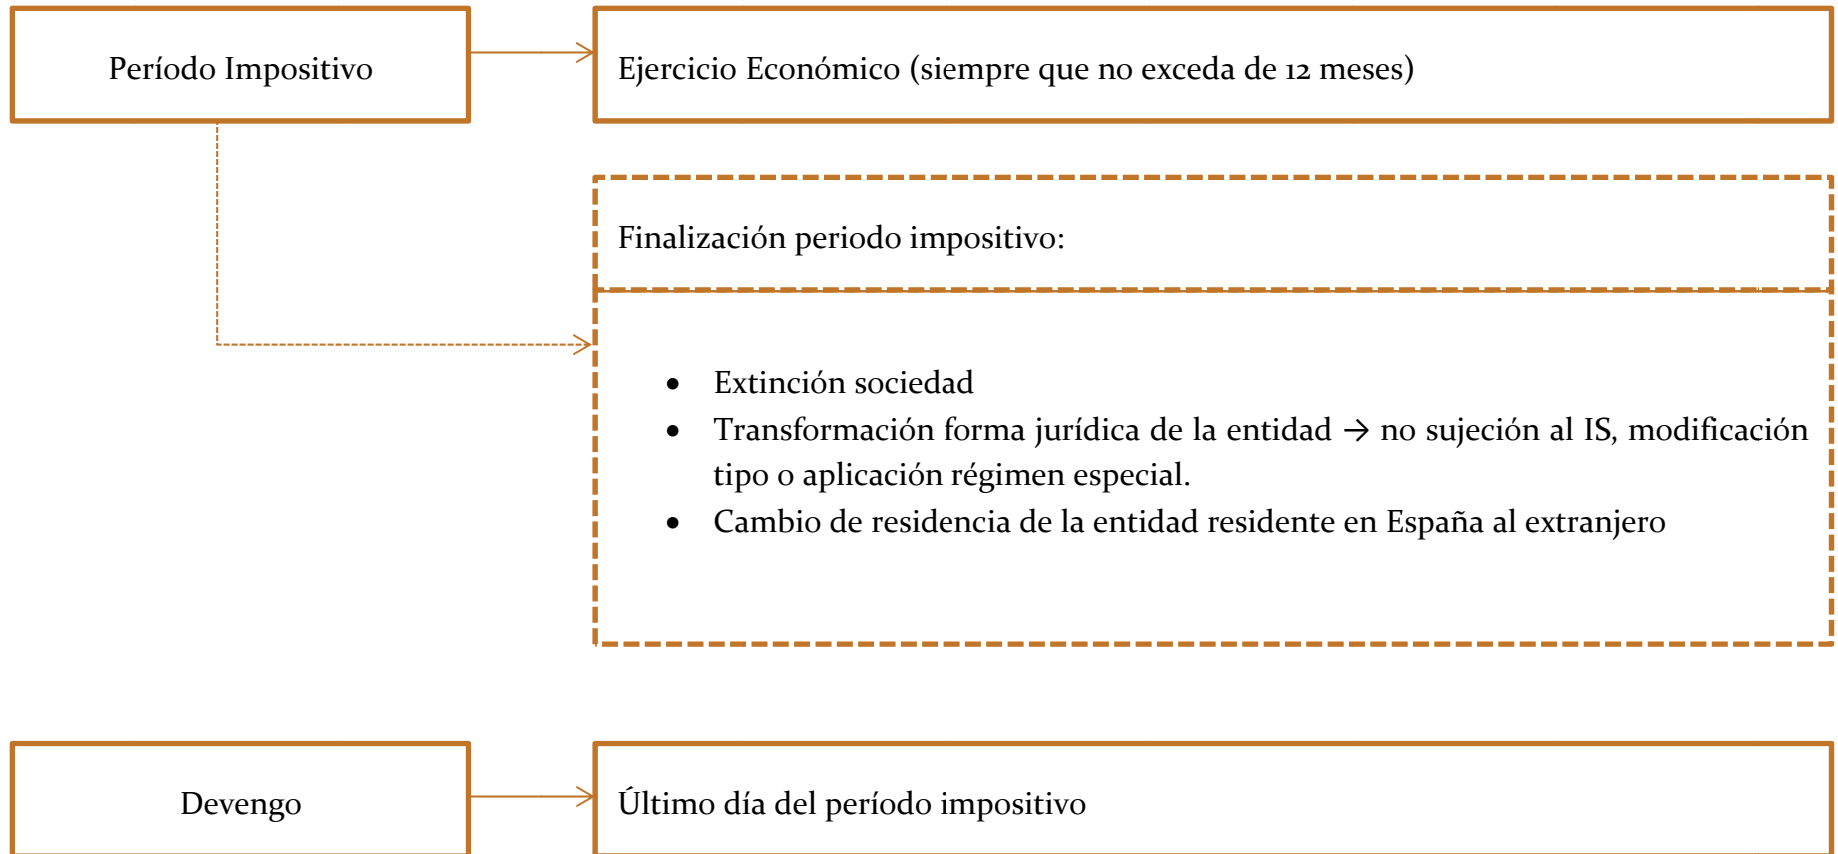 Período Impositivo
Ejercicio Económico (siempre que no exceda de 12 meses)
Finalización periodo impositivo:
• Extinción sociedad
• Transformación forma jurídica de la entidad → no sujeción al IS, modificación
tipo o aplicación régimen especial.
• Cambio de residencia de la entidad residente en España al extranjero
Devengo
Último día del período impositivo